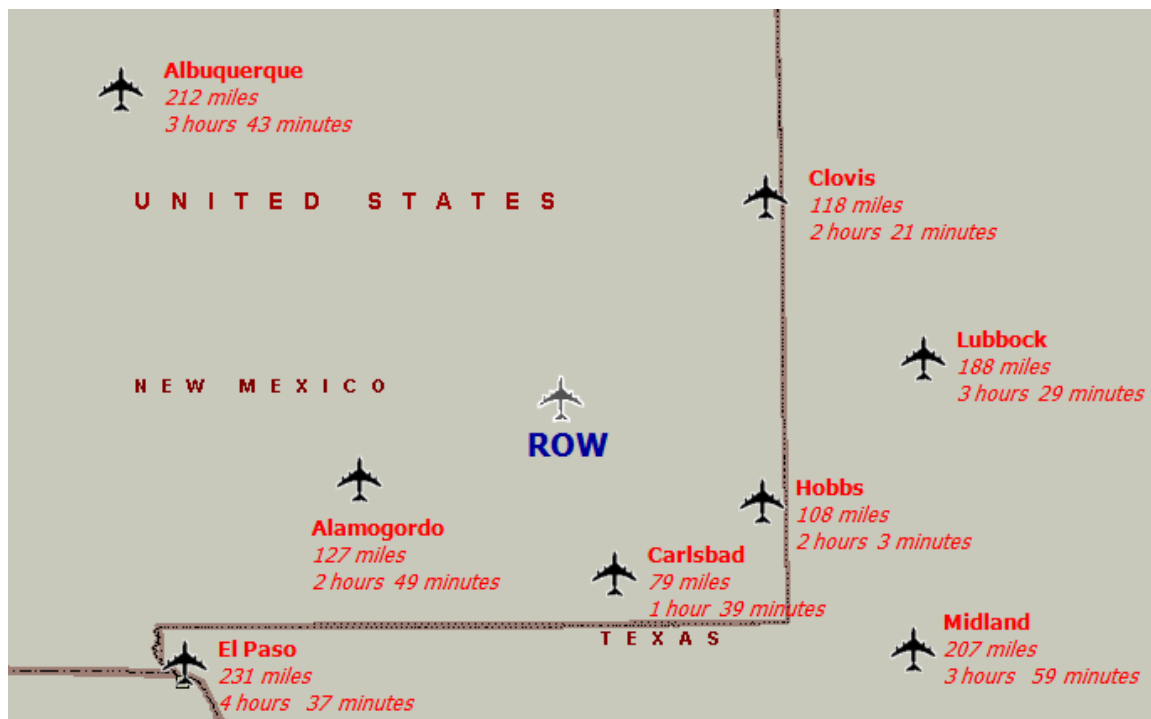 Albuquerque
212 miles
3 hours 43 minutes
Clovis
118 miles
2 hours 21 minutes
UNITED STATES
Lubbock
188 miles
3 hours 29 minutes
NEW MEXICO
ROW
Hobbs
108 miles
2 hours 3 minutes
Alamogordo
127 miles
2 hours 49 minutes
Carlsbad
79 miles
1 hour 39 minutes
TEXAS
Midland
207 miles
3 hours 59 minutes
El Paso
231 miles
4 hours 37 minutes